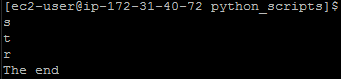 [ec2-user@ip-172-31-40-72 python_scripts]$
s
t
r
The end